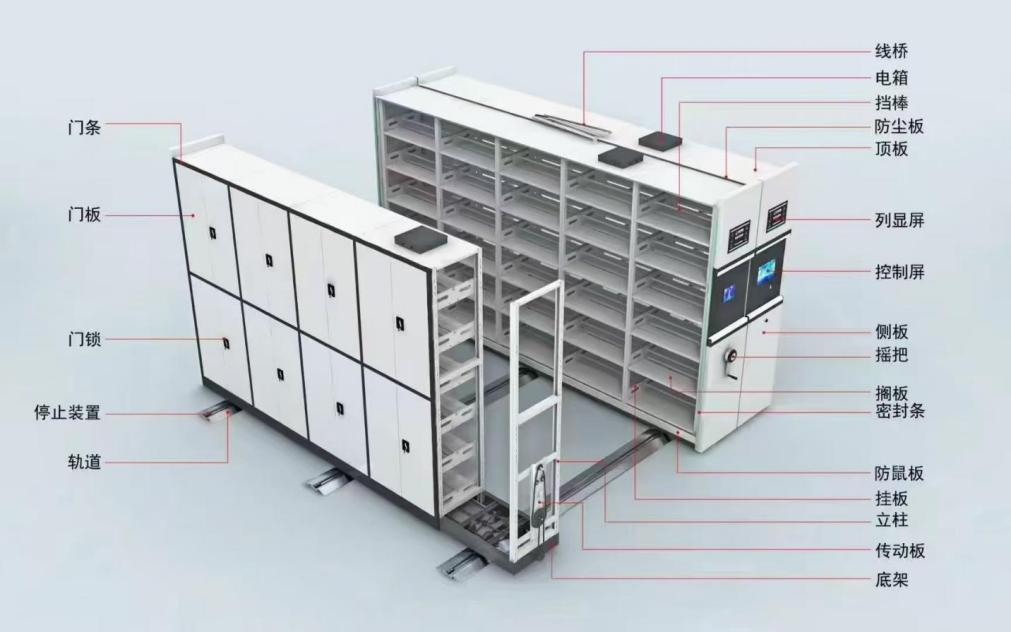 门条
门板
门锁
停止装置
轨道
线桥
电箱
挡棒
防尘板
顶板
列显屏
控制屏
侧板
摇把
搁板
密封条
防鼠板
挂板
立柱
传动板
底架